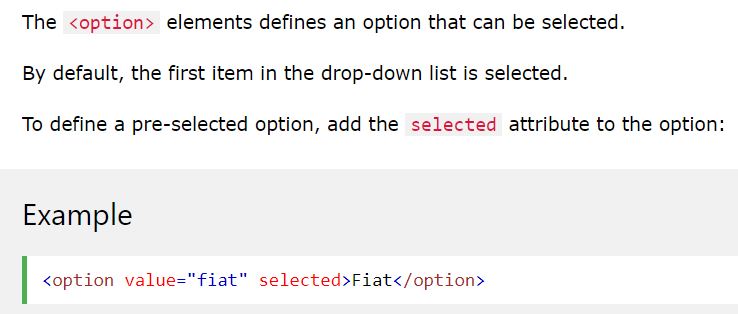 The <option> elements defines an option that can be selected.
By default, the first item in the drop-down list is selected.
To define a pre-selected option, add the selected attribute to the option:
Example
<option value="fiat" selected>Fiat</option>